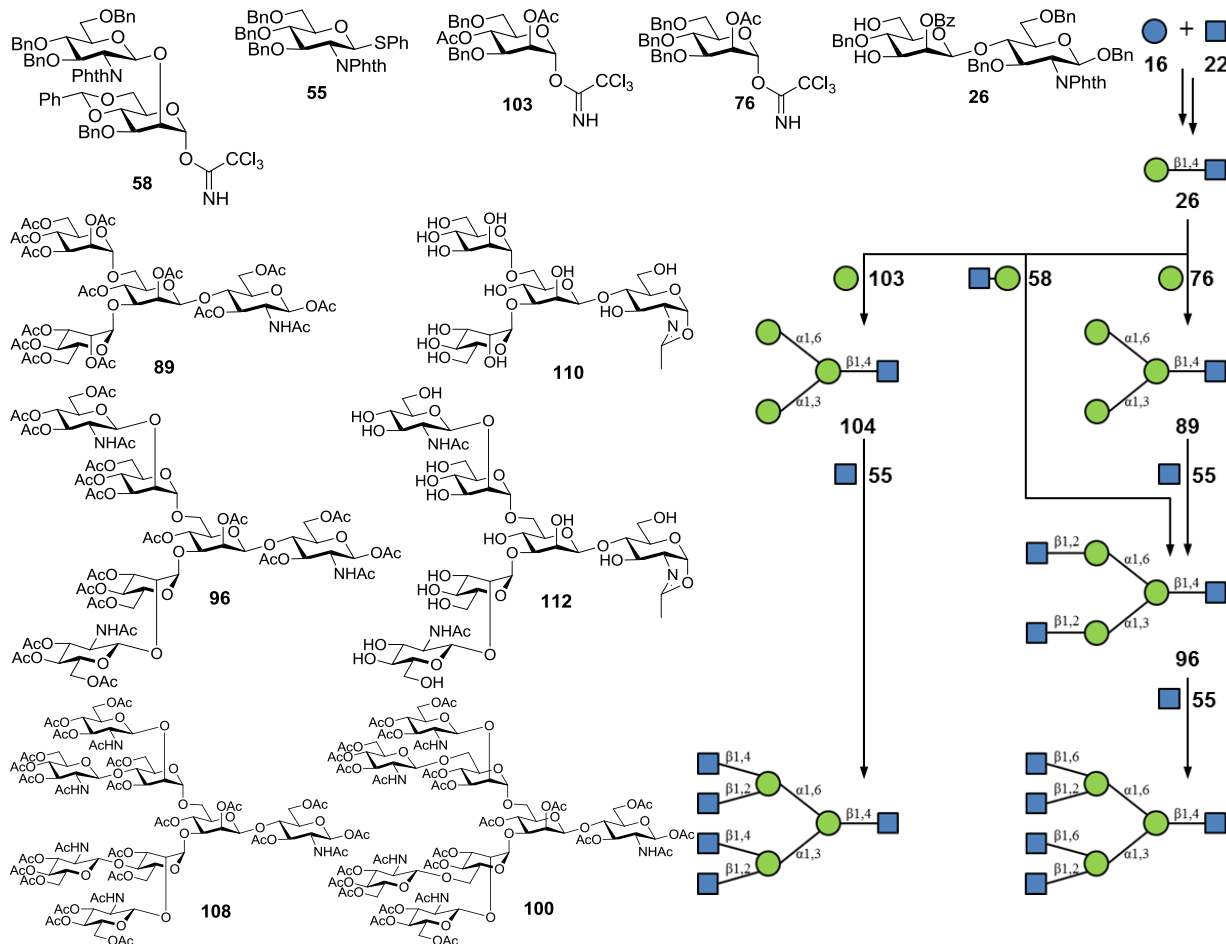 OBn
BnO
BnO
O
O
PhthN
Ph
O
O
O
BnO
O
CCl3
NH
58
BnO
BnO
BnO
O
SPh
NPhth
55
BnO
AcO
BnO
OAc
O
O
CCl3
NH
103
BnO
BnO
BnO
OAc
O
O
CCl3
NH
76
HO
BnO
HO
OBz
O
O
OBn
O
BnO
OBn
NPhth
26
16
+
22
β1,4
26
103
58
76
α1,6
β1,4
α1,3
104
α1,6
β1,4
α1,3
89
55
55
β1,2
α1,6
β1,4
β1,2
α1,3
96
55
β1,4
β1,2
α1,6
β1,4
β1,4
β1,2
α1,3
β1,6
β1,2
α1,6
β1,4
β1,6
β1,2
α1,3
AcO
OAc
AcO
AcO
O
O
OAc
AcO
O
O
O
OAc
O
AcO
OAc
NHAc
AcO
AcO
AcO
O
OAc
89
HO
OH
HO
HO
O
O
OH
HO
O
O
O
OH
O
HO
N
O
HO
HO
HO
O
OH
110
OAc
AcO
AcO
O
O
NHAc
AcO
AcO
AcO
O
O
OAc
AcO
O
O
O
OAc
O
AcO
OAc
NHAc
AcO
AcO
AcO
O
NHAc
AcO
AcO
O
O
OAc
96
HO
HO
HO
O
O
NHAc
HO
HO
HO
O
O
OH
HO
O
O
O
OH
O
HO
N
O
HO
HO
HO
O
NHAc
HO
HO
O
O
OH
112
OAc
AcO
AcO
O
O
AcHN
AcO
AcO
AcO
O
O
AcHN
AcO
AcO
O
O
OAc
AcO
O
O
O
OAc
O
AcO
OAc
NHAc
AcHN
AcO
AcO
AcO
O
O
AcO
AcO
O
AcHN
AcO
AcO
O
O
OAc
108
OAc
AcO
AcO
O
O
AcHN
AcO
AcO
AcO
O
O
AcHN
AcO
AcO
O
O
OAc
AcO
O
O
O
OAc
O
AcO
OAc
NHAc
AcHN
AcO
AcO
AcO
O
O
AcO
AcO
O
AcHN
AcO
AcO
O
O
OAc
100